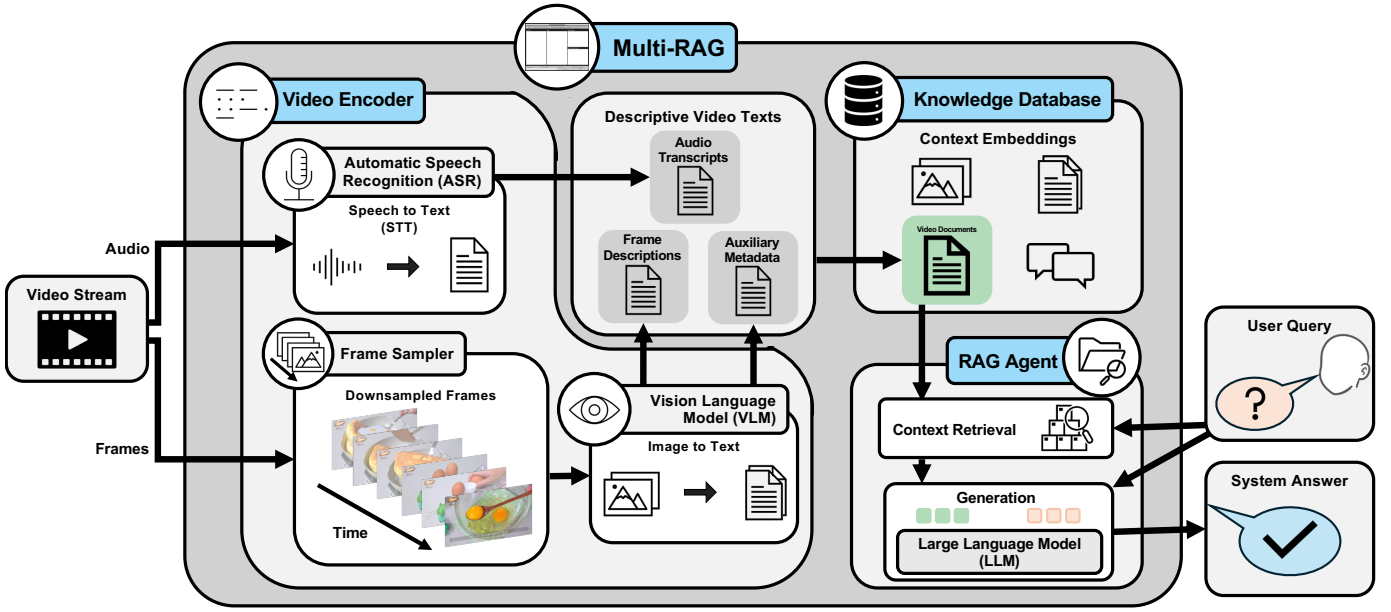 Multi-RAG
Video Encoder
Knowledge Database
Descriptive Video Texts
Audio
Transcripts
Context Embeddings
Automatic Speech
Recognition (ASR)
Speech to Text
(STT)
Frame
Descriptions
Auxiliary
Metadata
Video Documents
Audio
Video Stream
Frames
Frame Sampler
Downsampled Frames
Time
Vision Language
Model (VLM)
Image to Text
RAG Agent
Context Retrieval
Generation
Large Language Model
(LLM)
User Query
?
System Answer